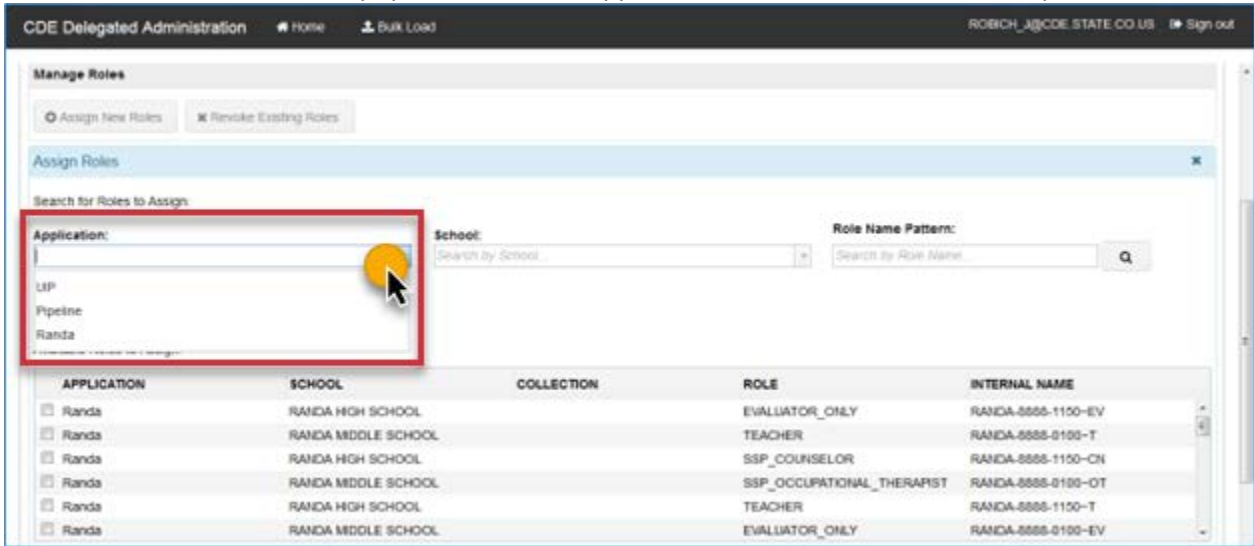 CDE Delegated Administration Home Bulk Load ROBICH_J@CDE.STATE.CO.US Sign out
Manage Roles
Assign New Roles Revoke Existing Roles
Assign Roles
Search for Roles to Assign
Application: School: Role Name Pattern:
Search by School... Search by Role Name...
UIP
Pipeline
Randa
APPLICATION SCHOOL COLLECTION ROLE INTERNAL NAME
Randa RANDA HIGH SCHOOL EVALUATOR_ONLY RANDA-8888-1150~EV
Randa RANDA MIDDLE SCHOOL TEACHER RANDA-8888-0100~T
Randa RANDA HIGH SCHOOL SSP_COUNSELOR RANDA-8888-1150~CN
Randa RANDA MIDDLE SCHOOL SSP_OCCUPATIONAL_THERAPIST RANDA-8888-0100~OT
Randa RANDA HIGH SCHOOL TEACHER RANDA-8888-1150~T
Randa RANDA MIDDLE SCHOOL EVALUATOR_ONLY RANDA-8888-0100~EV